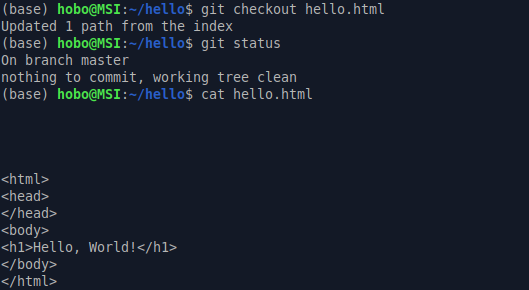 (base) hobo@MSI:~/hello$ git checkout hello.html
Updated 1 path from the index
(base) hobo@MSI:~/hello$ git status
On branch master
nothing to commit, working tree clean
(base) hobo@MSI:~/hello$ cat hello.html
<html>
<head>
</head>
<body>
<h1>Hello, World!</h1>
</body>
</html>